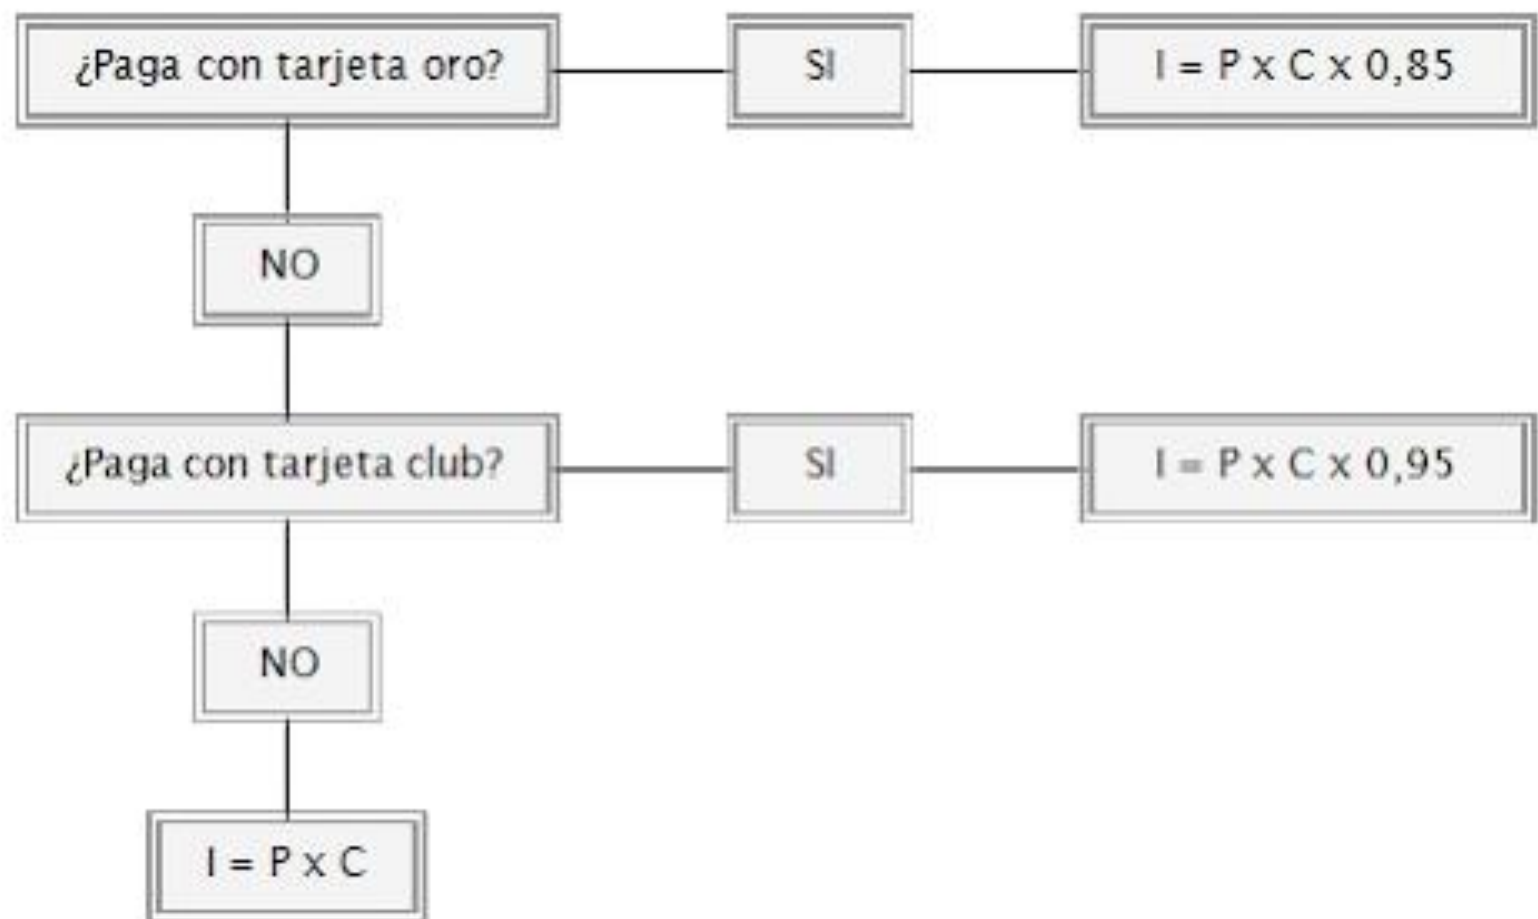 ¿Paga con tarjeta oro?
SI
I = P x C x 0,85
NO
¿Paga con tarjeta club?
SI
I = P x C x 0,95
NO
I = P x C